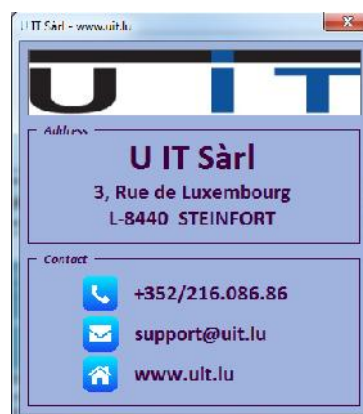 U IT Sàrl - www.uit.lu
U IT
Address
U IT Sàrl
3, Rue de Luxembourg
L-8440 STEINFORT
Contact
+352/216.086.86
support@uit.lu
www.uit.lu